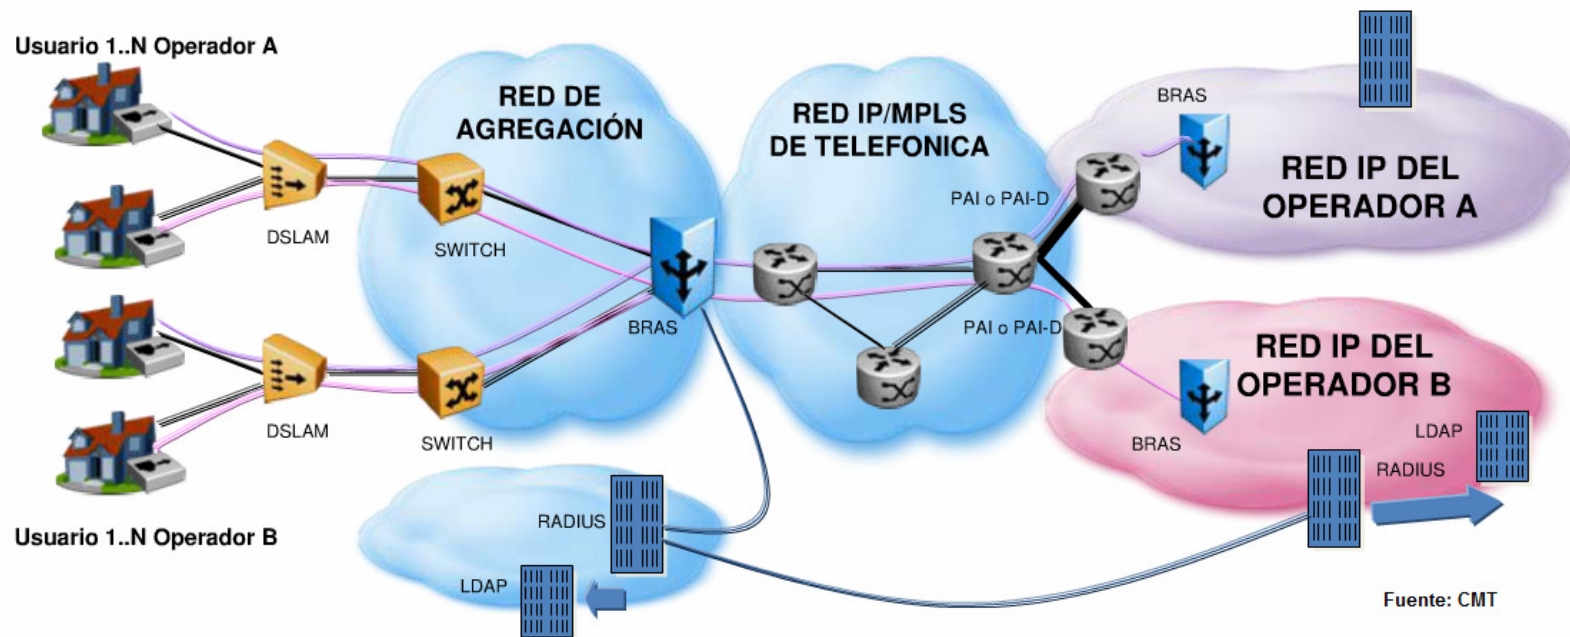 Usuario 1..N Operador A
RED DE
AGREGACIÓN
RED IP/MPLS
DE TELEFONICA
BRAS
RED IP DEL
OPERADOR A
PAI o PAI-D
DSLAM
SWITCH
BRAS
PAI o PAI-D
RED IP DEL
OPERADOR B
BRAS
LDAP
RADIUS
DSLAM
SWITCH
Usuario 1..N Operador B
RADIUS
LDAP
Fuente: CMT